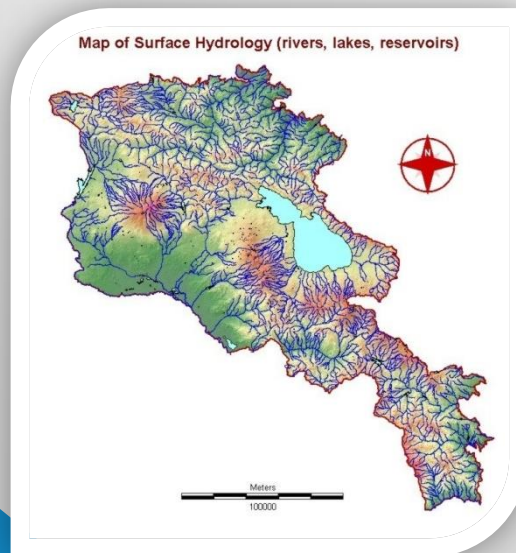 Map of Surface Hydrology (rivers, lakes, reservoirs)
N
Meters
100000